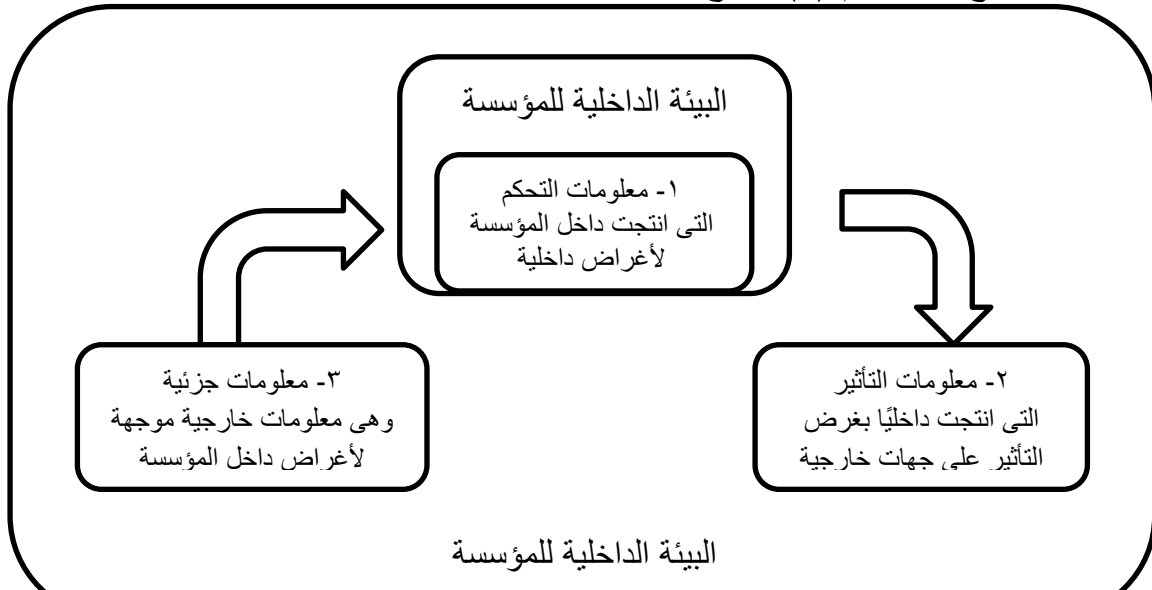 البيئة الداخلية للمؤسسة
١- معلومات التحكم
التى انتجت داخل المؤسسة
لأغراض داخلية
٣- معلومات جزئية
وهى معلومات خارجية موجهة
لأغراض داخل المؤسسة
٢- معلومات التأثير
التى انتجت داخليًا بغرض
التأثير على جهات خارجية
البيئة الداخلية للمؤسسة